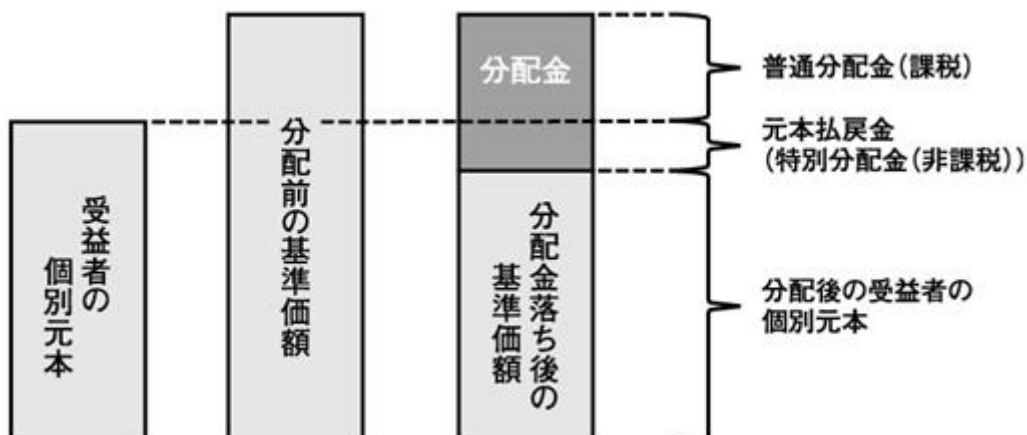 受益者の
個別元本
分配前の基準価額
分配金
分配金落ち後の
基準価額
普通分配金(課税)
元本払戻金
(特別分配金(非課税))
分配後の受益者の
個別元本